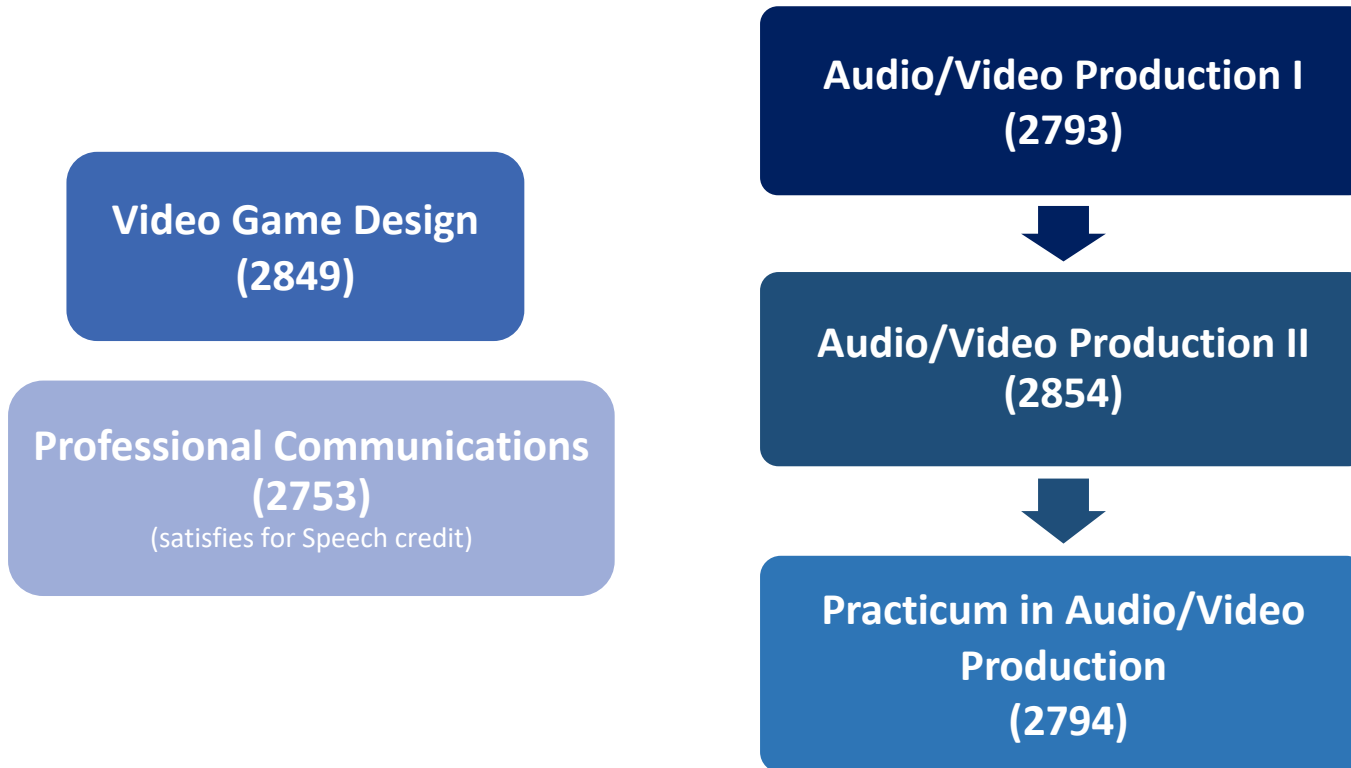 Video Game Design
(2849)
Professional Communications
(2753)
(satisfies for Speech credit)
Audio/Video Production I
(2793)
Audio/Video Production II
(2854)
Practicum in Audio/Video
Production
(2794)